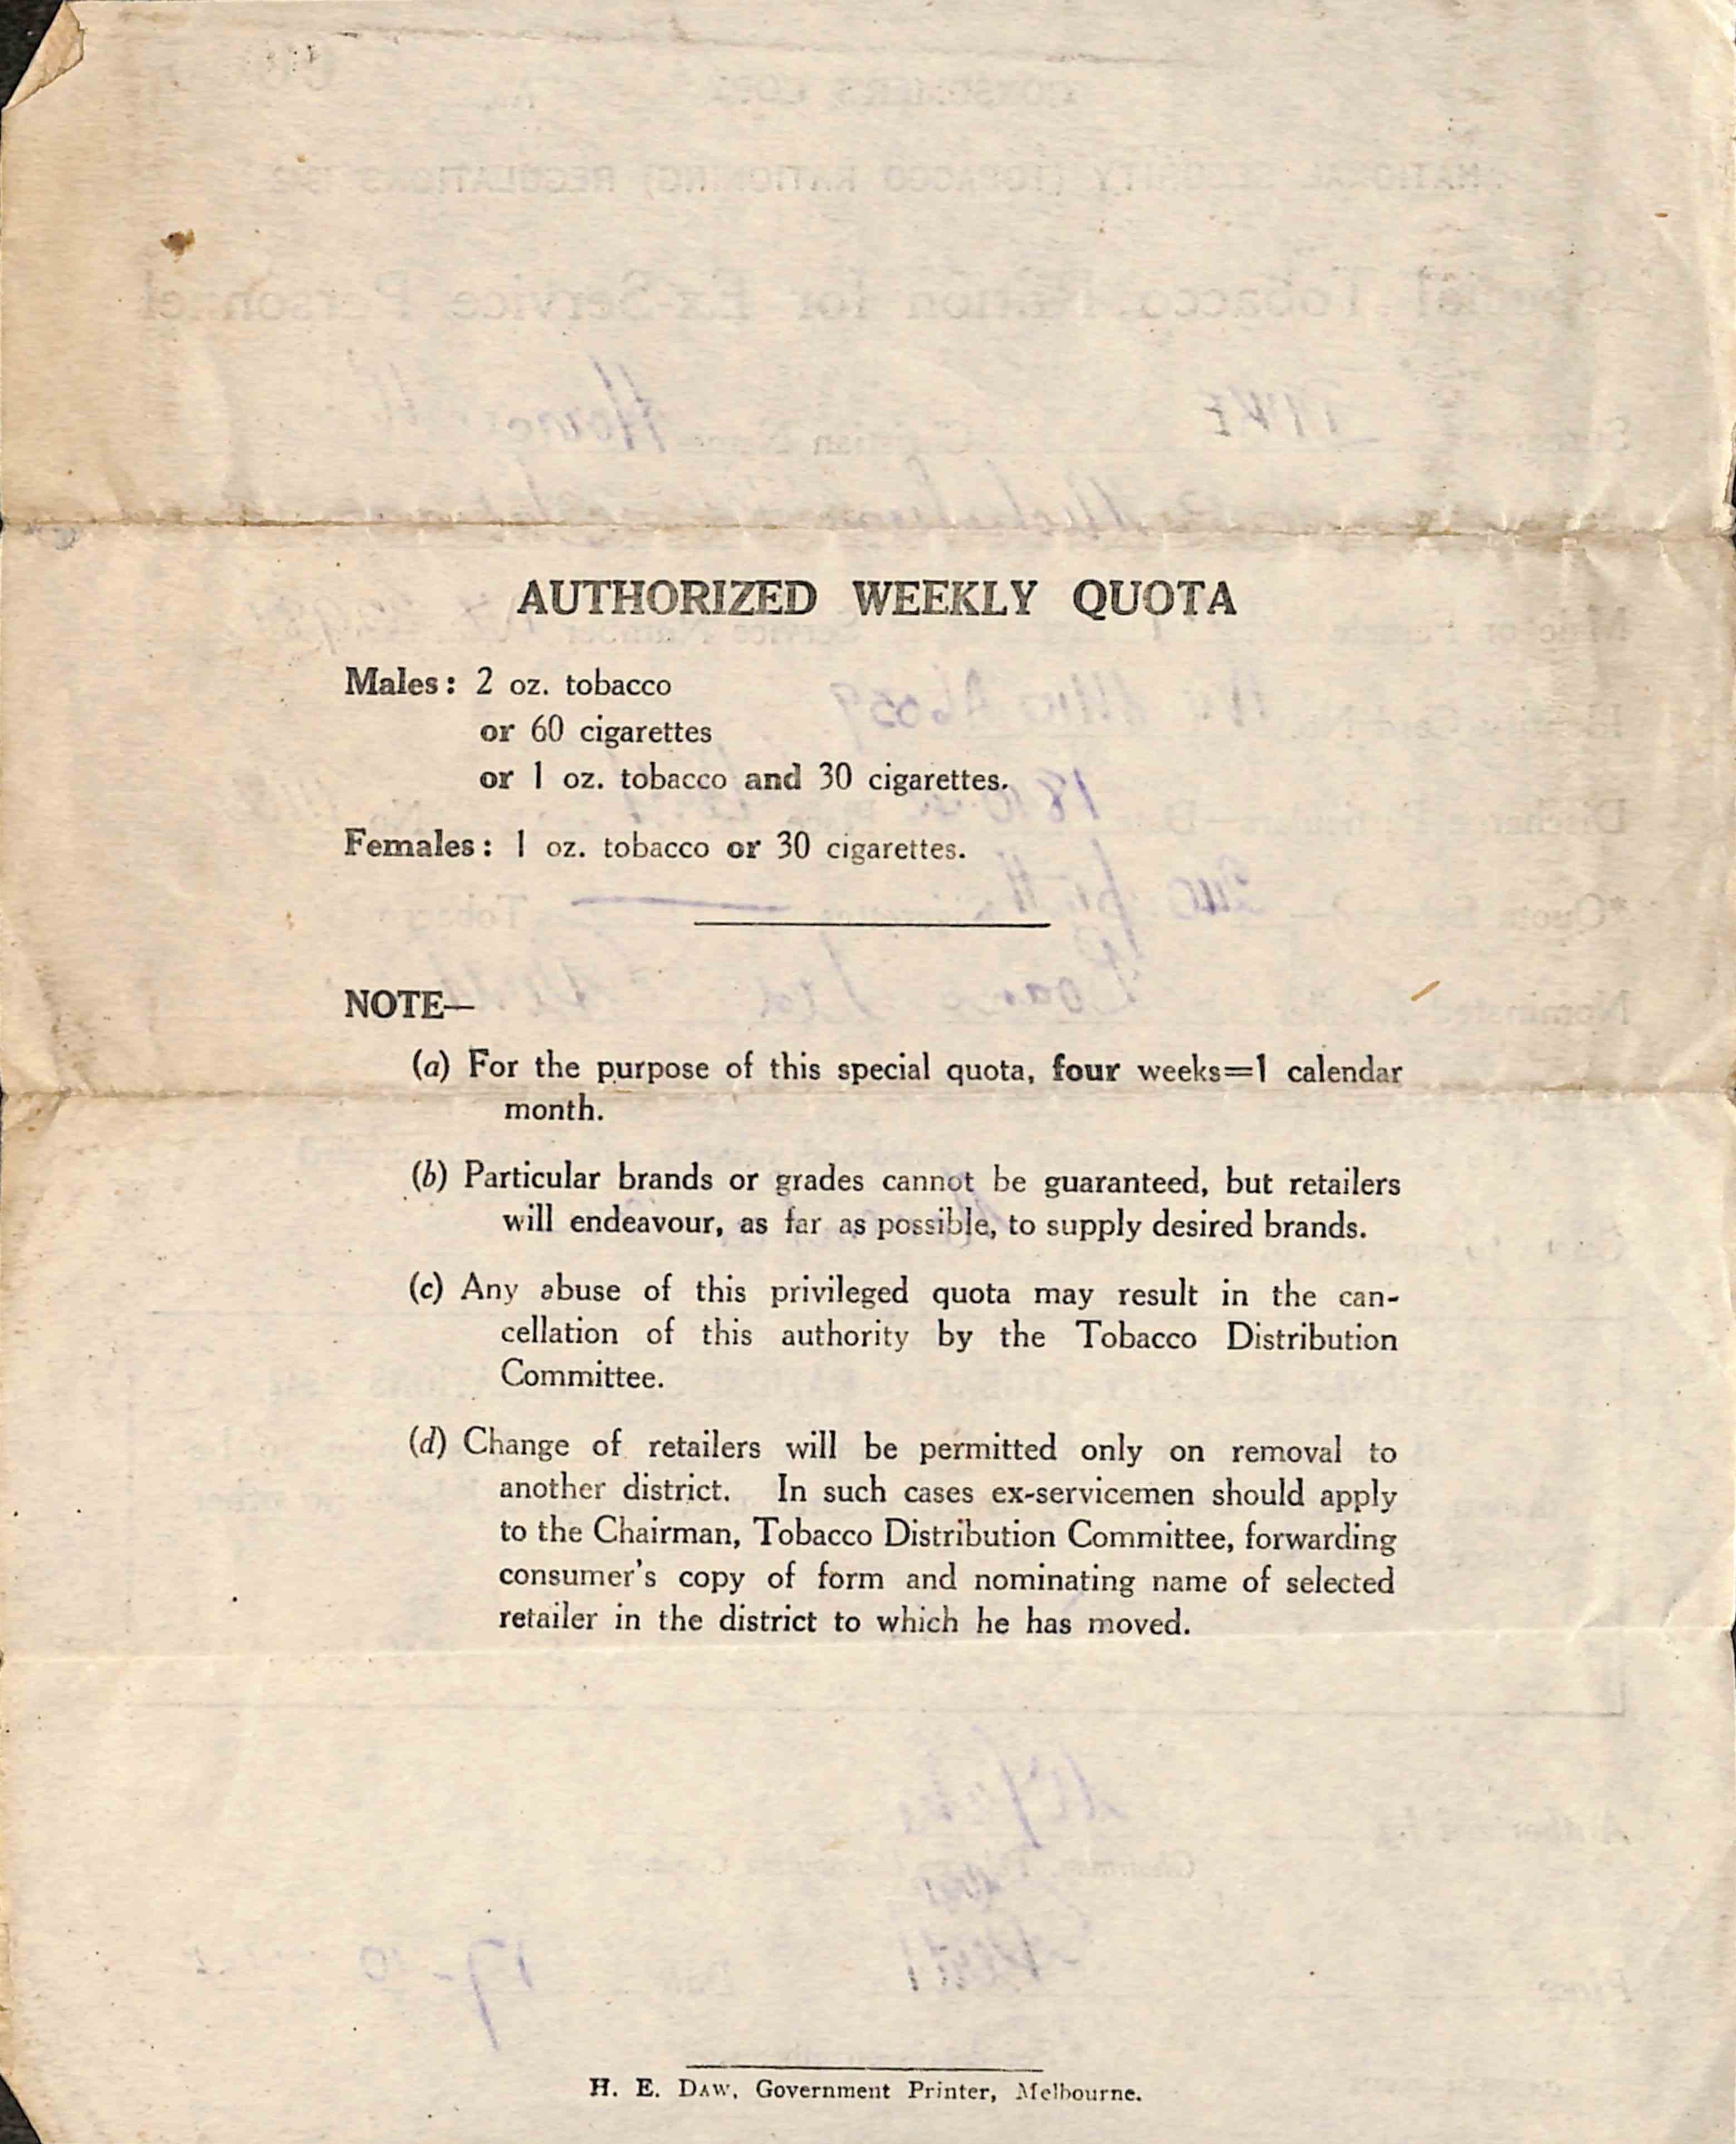 AUTHORIZED WEEKLY QUOTA
Males: 2 oz. tobacco
or 60 cigarettes
or 1 oz. tobacco and 30 cigarettes.
Females: 1 oz. tobacco or 30 cigarettes.
NOTE—
(a) For the purpose of this special quota, four weeks=1 calendar
month.
(b) Particular brands or grades cannot be guaranteed, but retailers
will endeavour, as far as possible, to supply desired brands.
(c) Any abuse of this privileged quota may result in the can-
cellation of this authority by the Tobacco Distribution
Committee.
(d) Change of retailers will be permitted only on removal to
another district. In such cases ex-servicemen should apply
to the Chairman, Tobacco Distribution Committee, forwarding
consumer's copy of form and nominating name of selected
retailer in the district to which he has moved.
H. E. DAW, Government Printer, Melbourne.